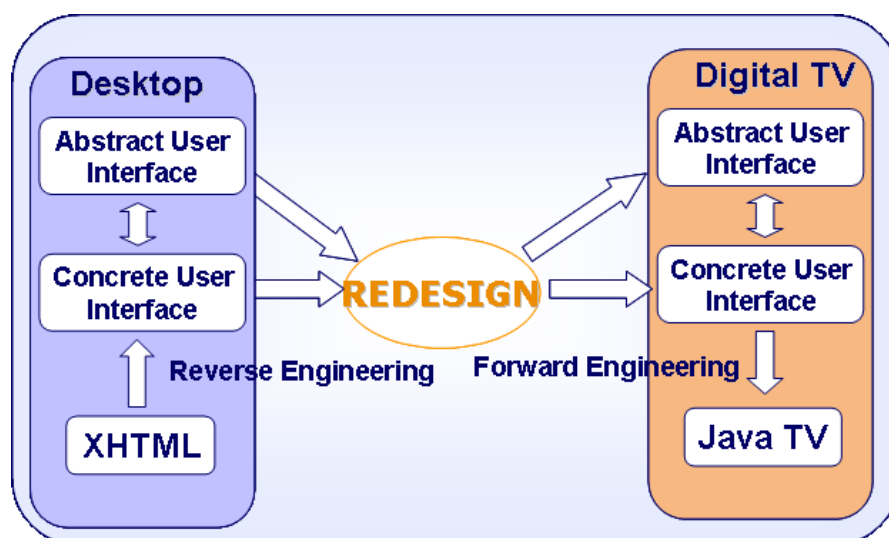 Desktop
Abstract User
Interface
Concrete User
Interface
Reverse Engineering
XHTML
REDESIGN
Digital TV
Abstract User
Interface
Concrete User
Interface
Forward Engineering
Java TV